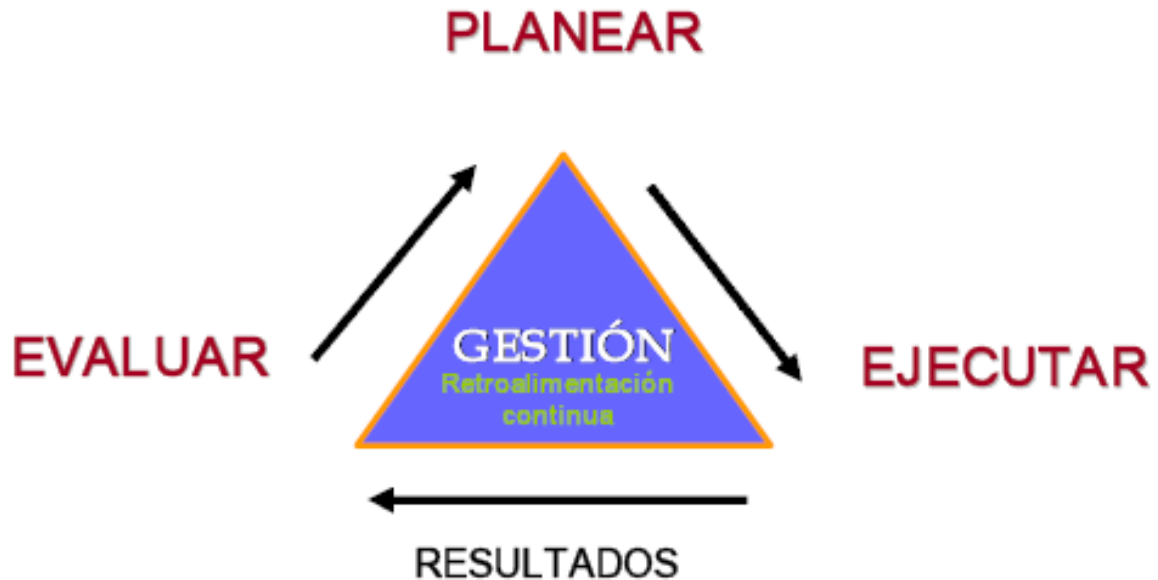 PLANEAR
EVALUAR
GESTIÓN
Retroalimentación
continua
EJECUTAR
RESULTADOS